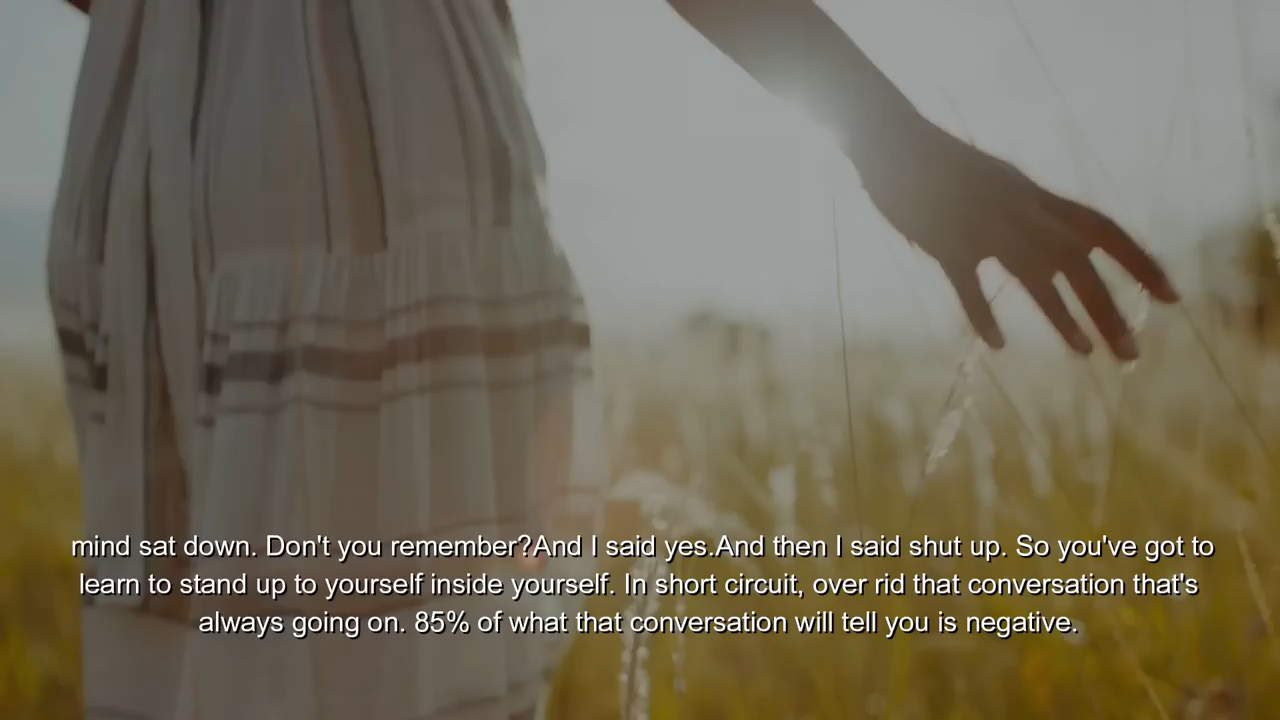 mind sat down. Don't you remember?And I said yes.And then I said shut up. So you've got to
learn to stand up to yourself inside yourself. In short circuit, over rid that conversation that's
always going on. 85% of what that conversation will tell you is negative.